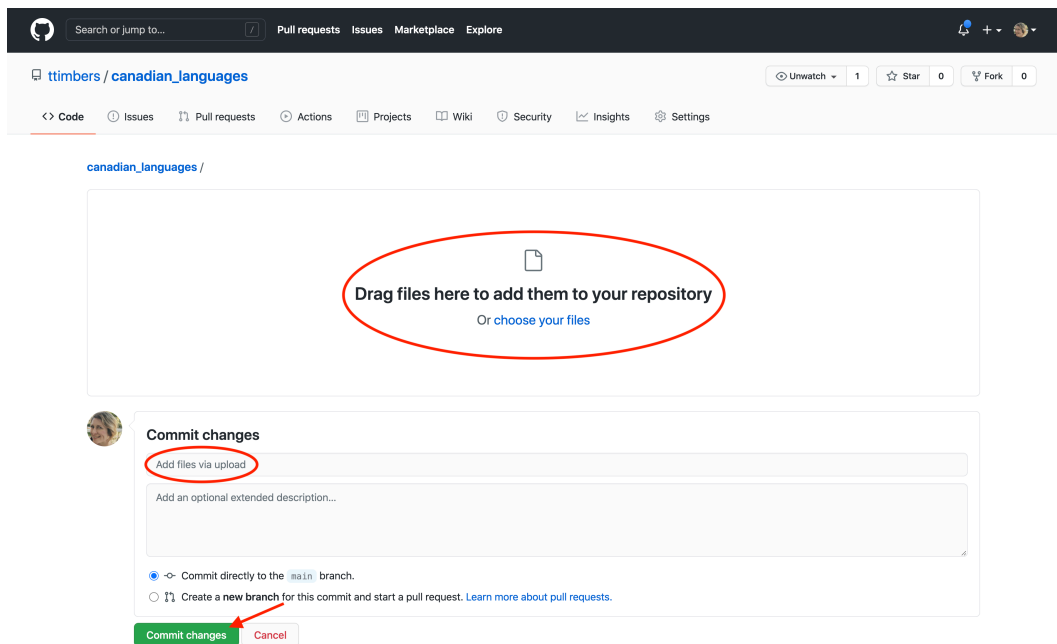 Search or jump to... / Pull requests Issues Marketplace Explore
ttimbers / canadian_languages Unwatch 1 Star 0 Fork 0
Code Issues Pull requests Actions Projects Wiki Security Insights Settings
canadian_languages /
Drag files here to add them to your repository
Or choose your files
Commit changes
Add files via upload
Add an optional extended description...
Commit directly to the main branch.
Create a new branch for this commit and start a pull request. Learn more about pull requests.
Commit changes Cancel